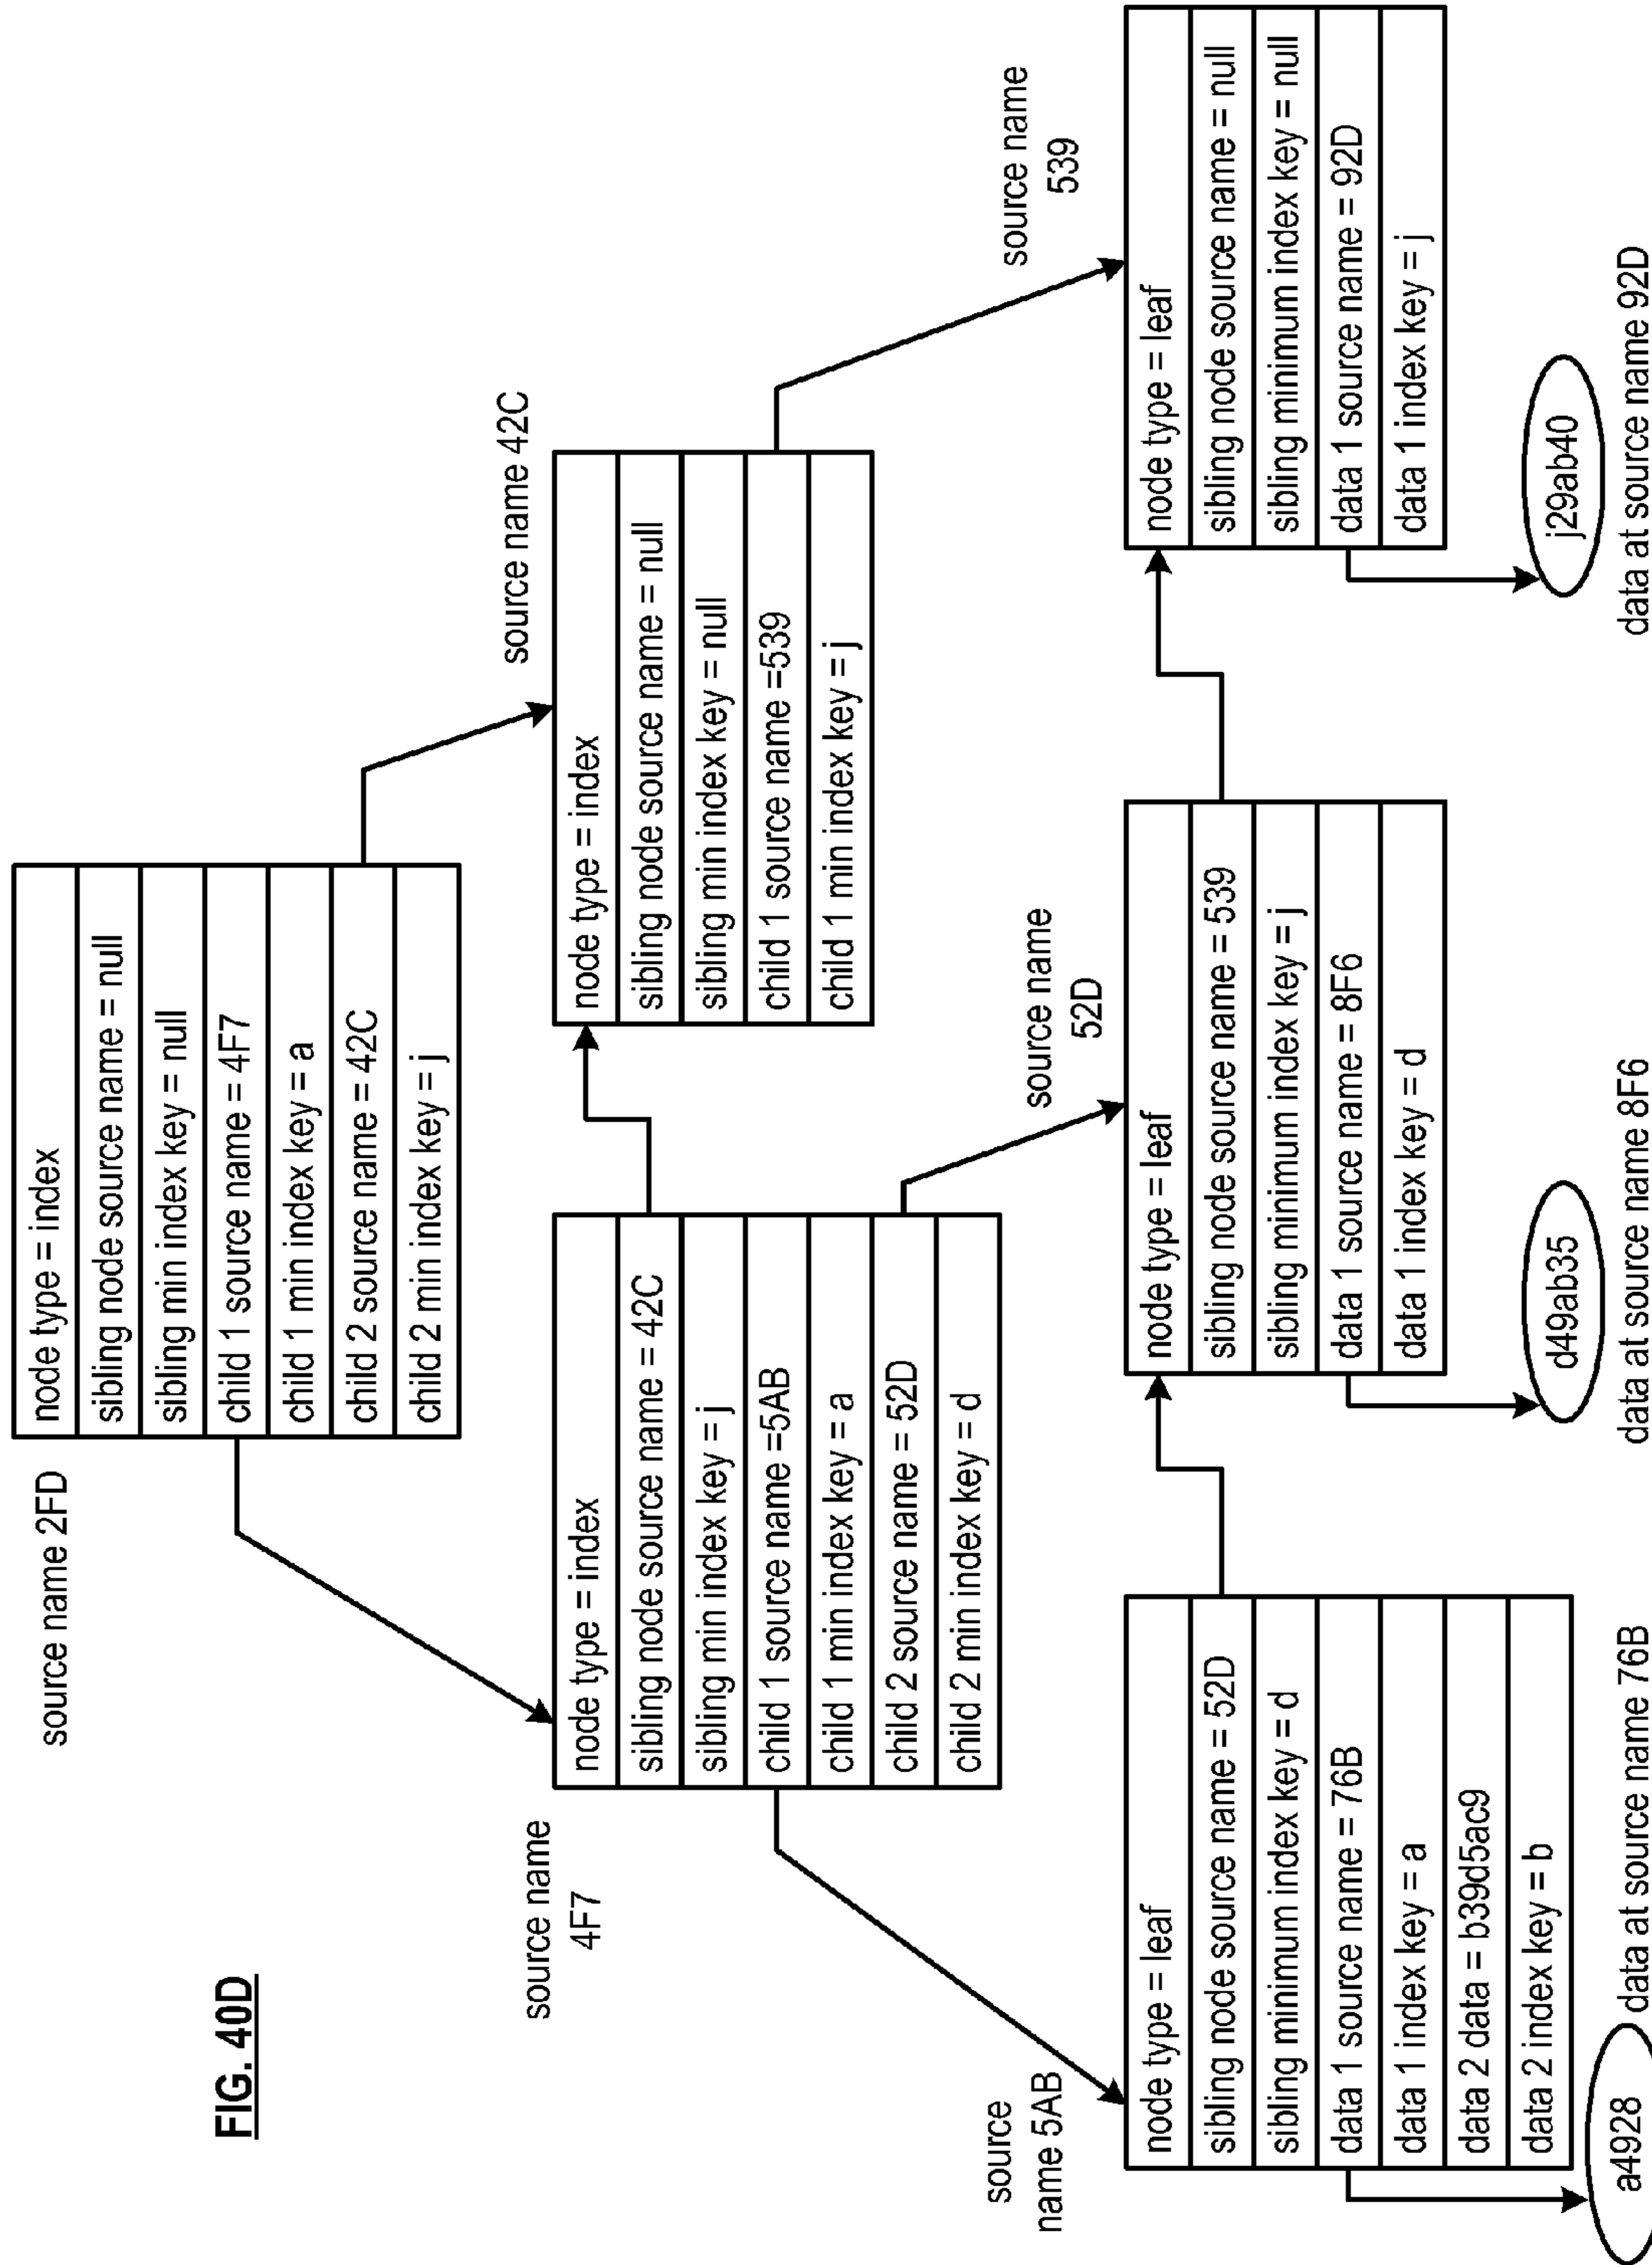 FIG. 40D
source name 2FD
node type = index
sibling node source name = null
sibling min index key = null
child 1 source name = 4F7
child 1 min index key = a
child 2 source name = 42C
child 2 min index key = j
source name
4F7
node type = index
sibling node source name = 42C
sibling min index key = j
child 1 source name =5AB
child 1 min index key = a
child 2 source name = 52D
child 2 min index key = d
source name 42C
node type = index
sibling node source name = null
sibling min index key = null
child 1 source name =539
child 1 min index key = j
source
name 5AB
node type = leaf
sibling node source name = 52D
sibling minimum index key = d
data 1 source name = 76B
data 1 index key = a
data 2 data = b39d5ac9
data 2 index key = b
a4928
data at source name 76B
source name
52D
node type = leaf
sibling node source name = 539
sibling minimum index key = j
data 1 source name = 8F6
data 1 index key = d
d49ab35
data at source name 8F6
source name
539
node type = leaf
sibling node source name = null
sibling minimum index key = null
data 1 source name = 92D
data 1 index key = j
j29ab40
data at source name 92D